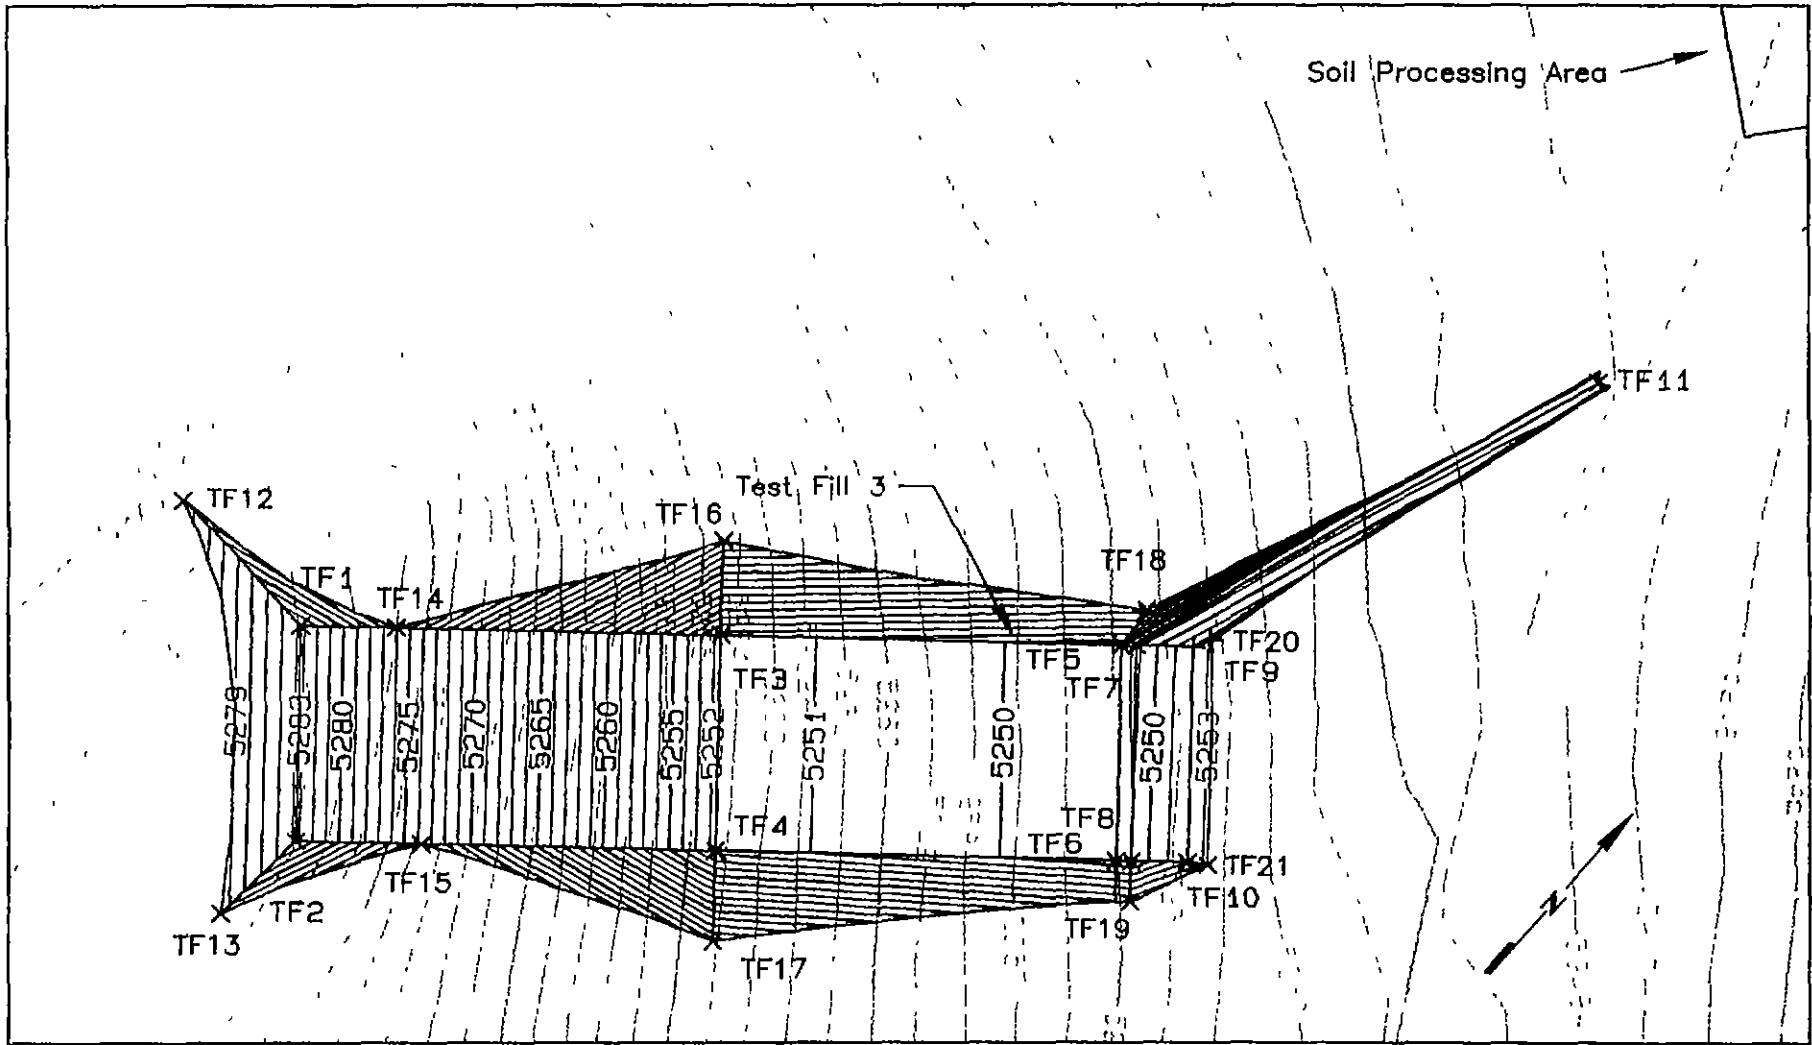 Soil Processing Area
TF11
Test Fill 3
TF12
TF16
TF18
TF1
TF14
TF20
TF5
TF9
TF3
TF7
5279
5283
5280
5275
5270
5265
5260
5255
5252
5251
5250
5250
5253
TF8
TF4
TF6
TF21
TF15
TF10
TF2
TF19
TF13
TF17
N